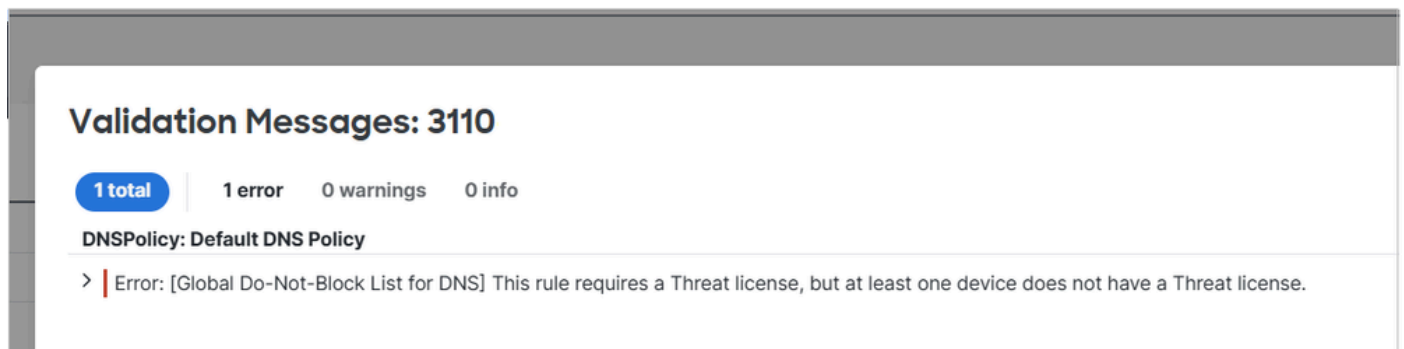 Validation Messages: 3110
1 total 1 error 0 warnings 0 info
DNSPolicy: Default DNS Policy
Error: [Global Do-Not-Block List for DNS] This rule requires a Threat license, but at least one device does not have a Threat license.